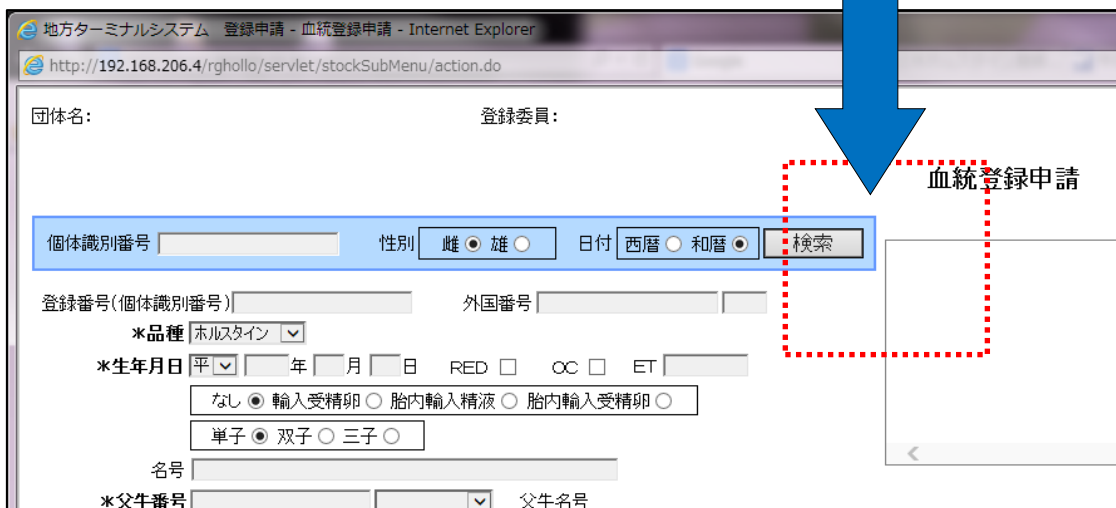 地方ターミナルシステム 登録申請 - 血統登録申請 - Internet Explorer
http://192.168.206.4/rghollo/servlet/stockSubMenu/action.do
団体名: 登録委員:
血統登録申請
個体識別番号 性別 雌 雄 日付 西暦 和暦 検索
登録番号(個体識別番号) 外国番号
*品種 ホルスタイン
*生年月日 平 年 月 日 RED OC ET
なし 輸入受精卵 胎内輸入精液 胎内輸入受精卵
単子 双子 三子
名号
*父牛番号 父牛名号